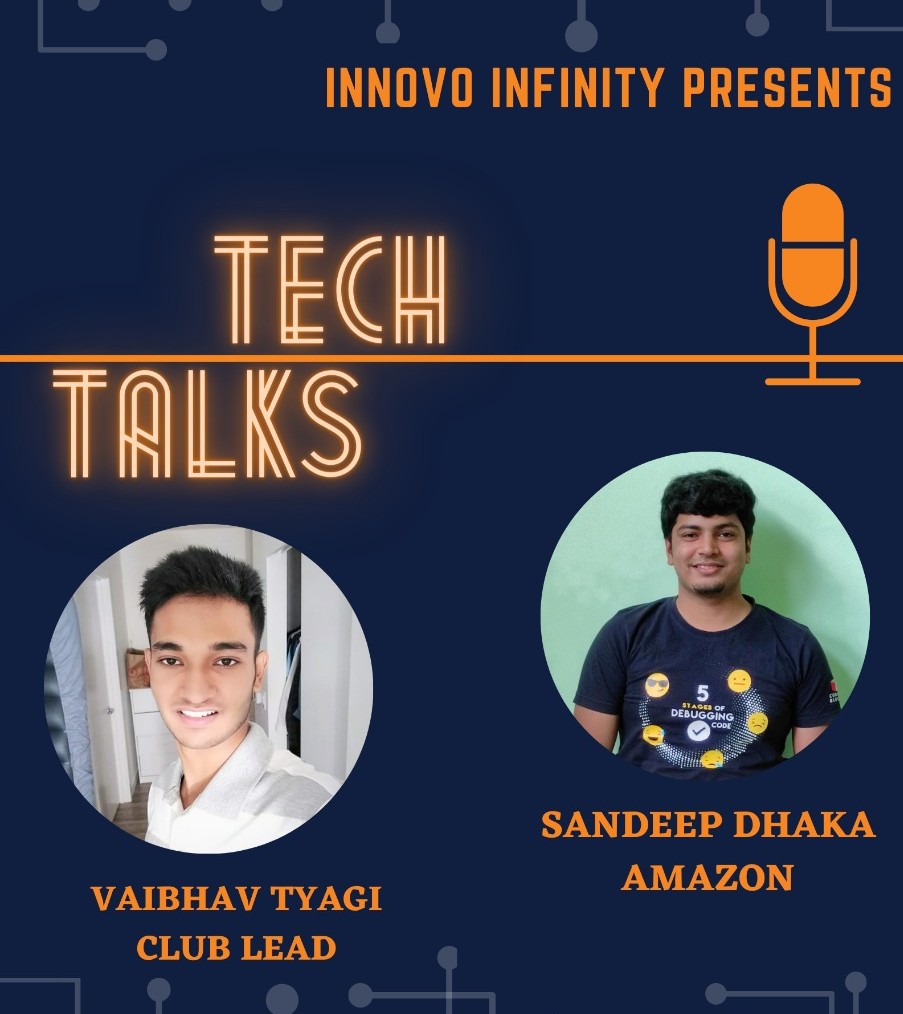 INNOVO INFINITY PRESENTS
TECH
TALKS
5
STAGES OF
DEBUGGING
CODE
SANDEEP DHAKA
AMAZON
VAIBHAV TYAGI
CLUB LEAD